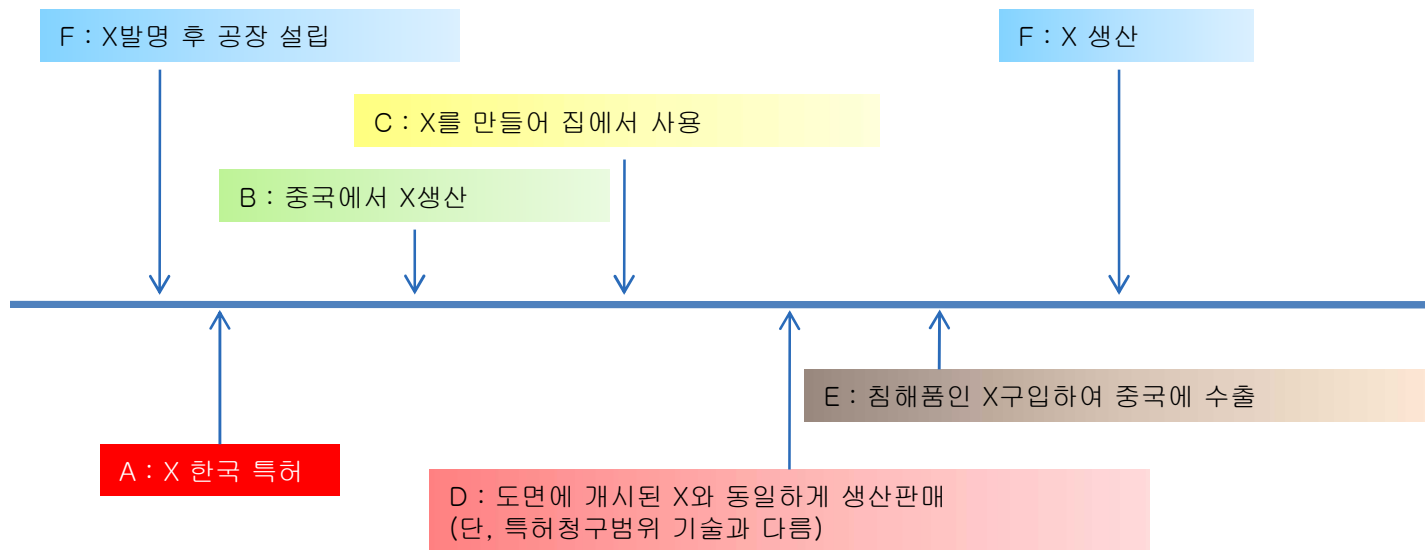 F : X발명 후 공장 설립
F : X 생산
C : X를 만들어 집에서 사용
B : 중국에서 X생산
E : 침해품인 X구입하여 중국에 수출
A : X 한국 특허
D : 도면에 개시된 X와 동일하게 생산판매
(단, 특허청구범위 기술과 다름)